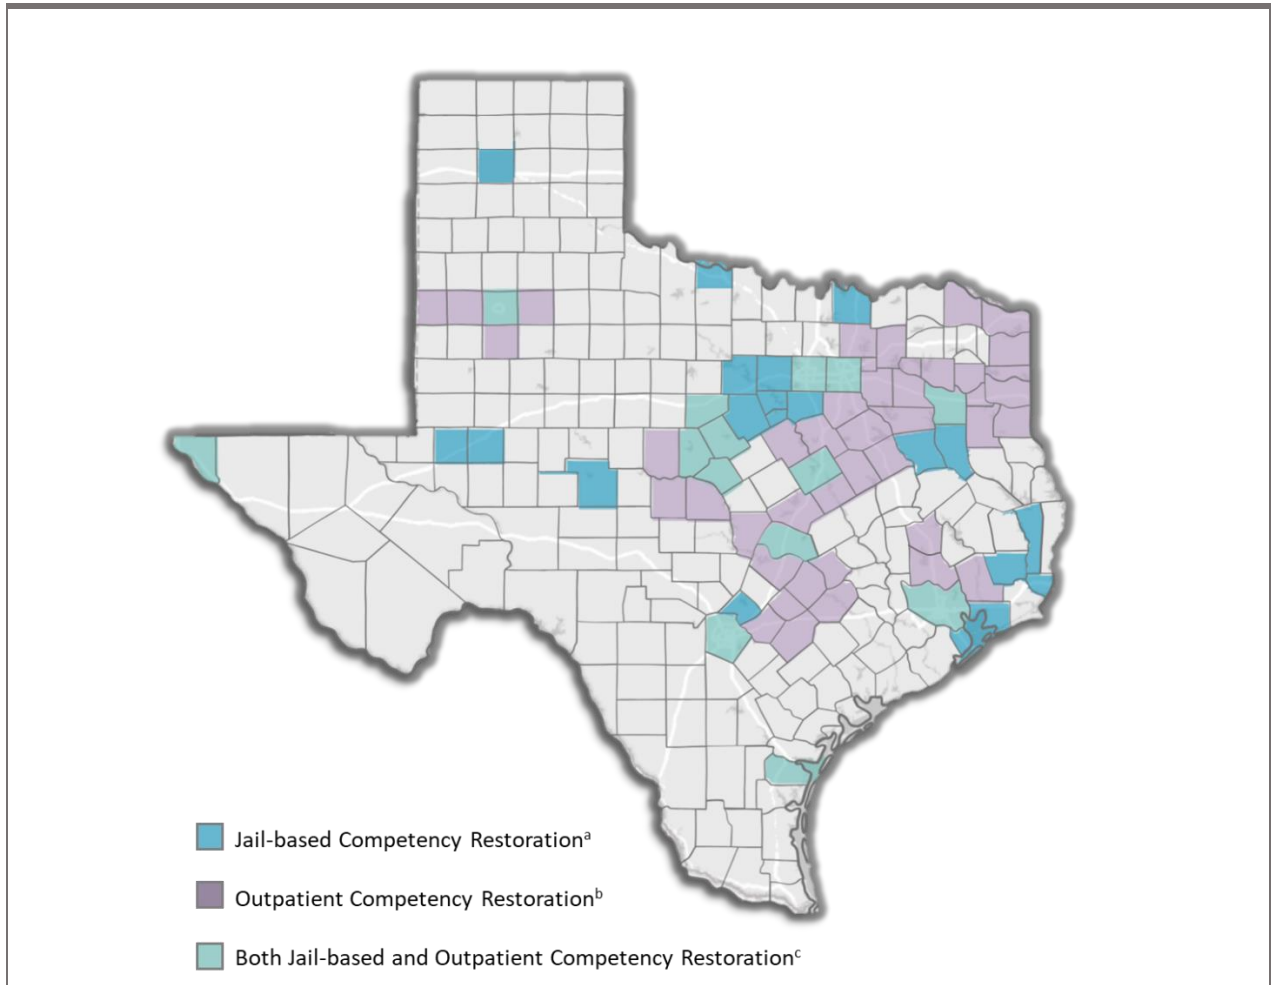 Jail-based Competency Restorationᵃ
Outpatient Competency Restorationᵇ
Both Jail-based and Outpatient Competency Restorationᶜ